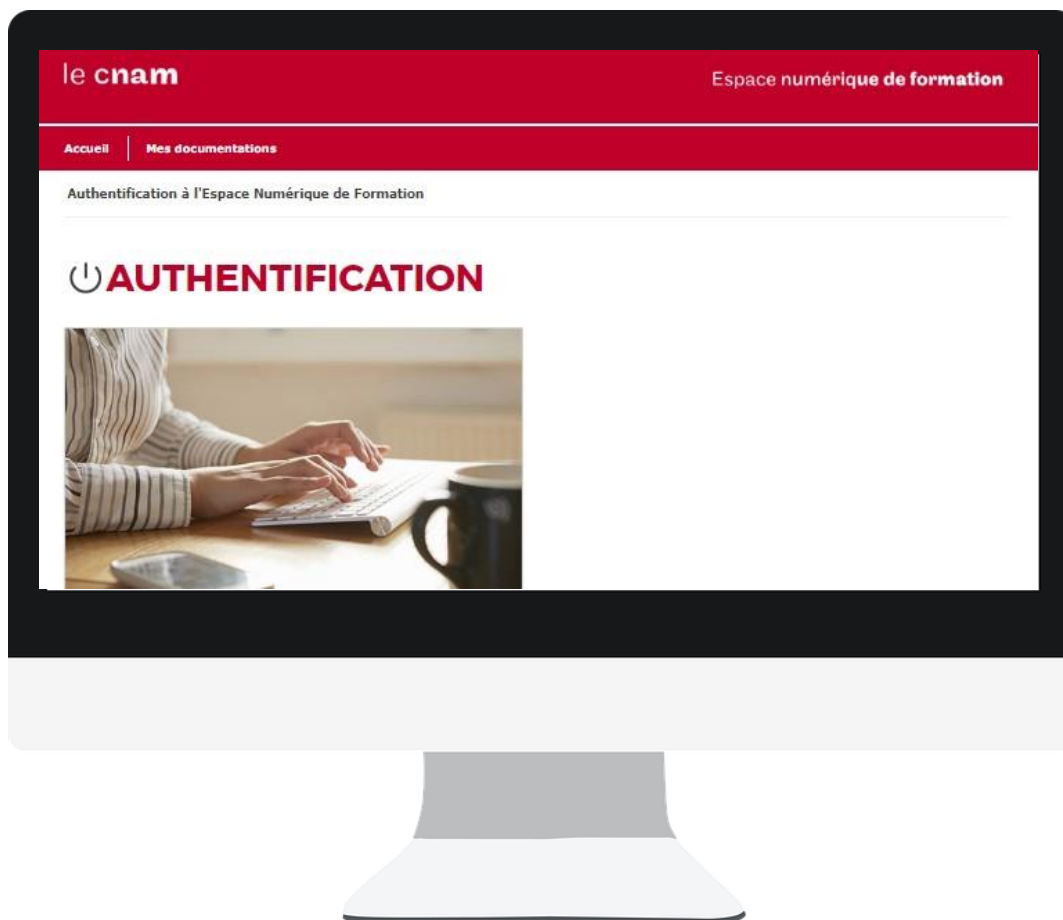 le cnam
Espace numérique de formation
Accueil
Mes documentations
Authentification à l'Espace Numérique de Formation
AUTHENTIFICATION